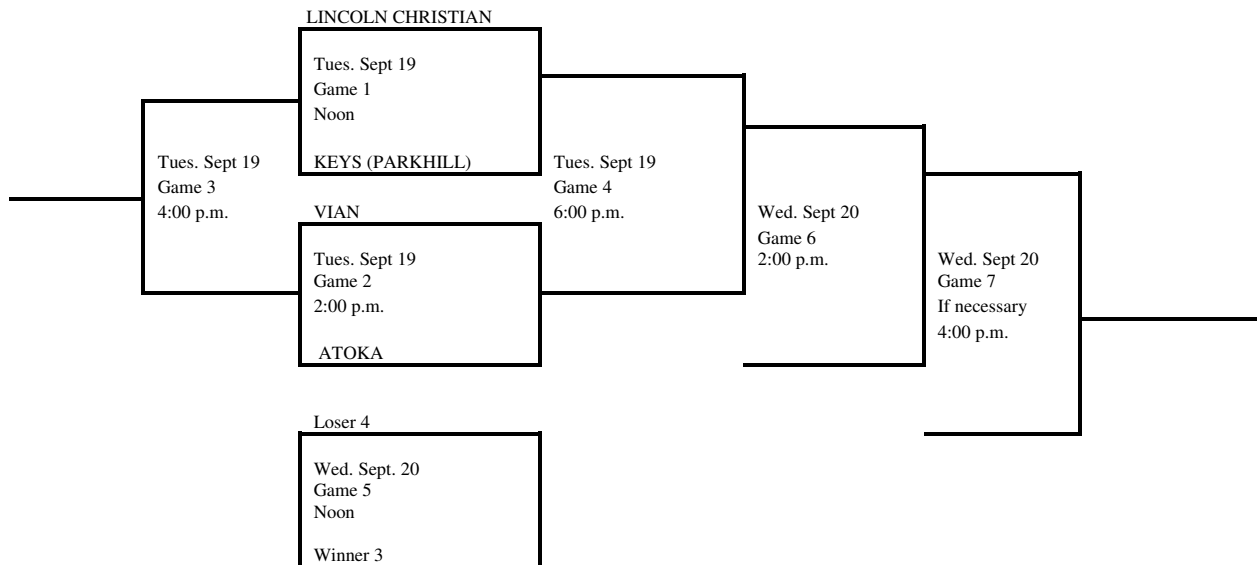 LINCOLN CHRISTIAN
Tues. Sept 19
Game 1
Noon
KEYS (PARKHILL)
Tues. Sept 19
Game 3
4:00 p.m.
Tues. Sept 19
Game 4
6:00 p.m.
VIAN
Tues. Sept 19
Game 2
2:00 p.m.
ATOKA
Wed. Sept 20
Game 6
2:00 p.m.
Wed. Sept 20
Game 7
If necessary
4:00 p.m.
Loser 4
Wed. Sept. 20
Game 5
Noon
Winner 3